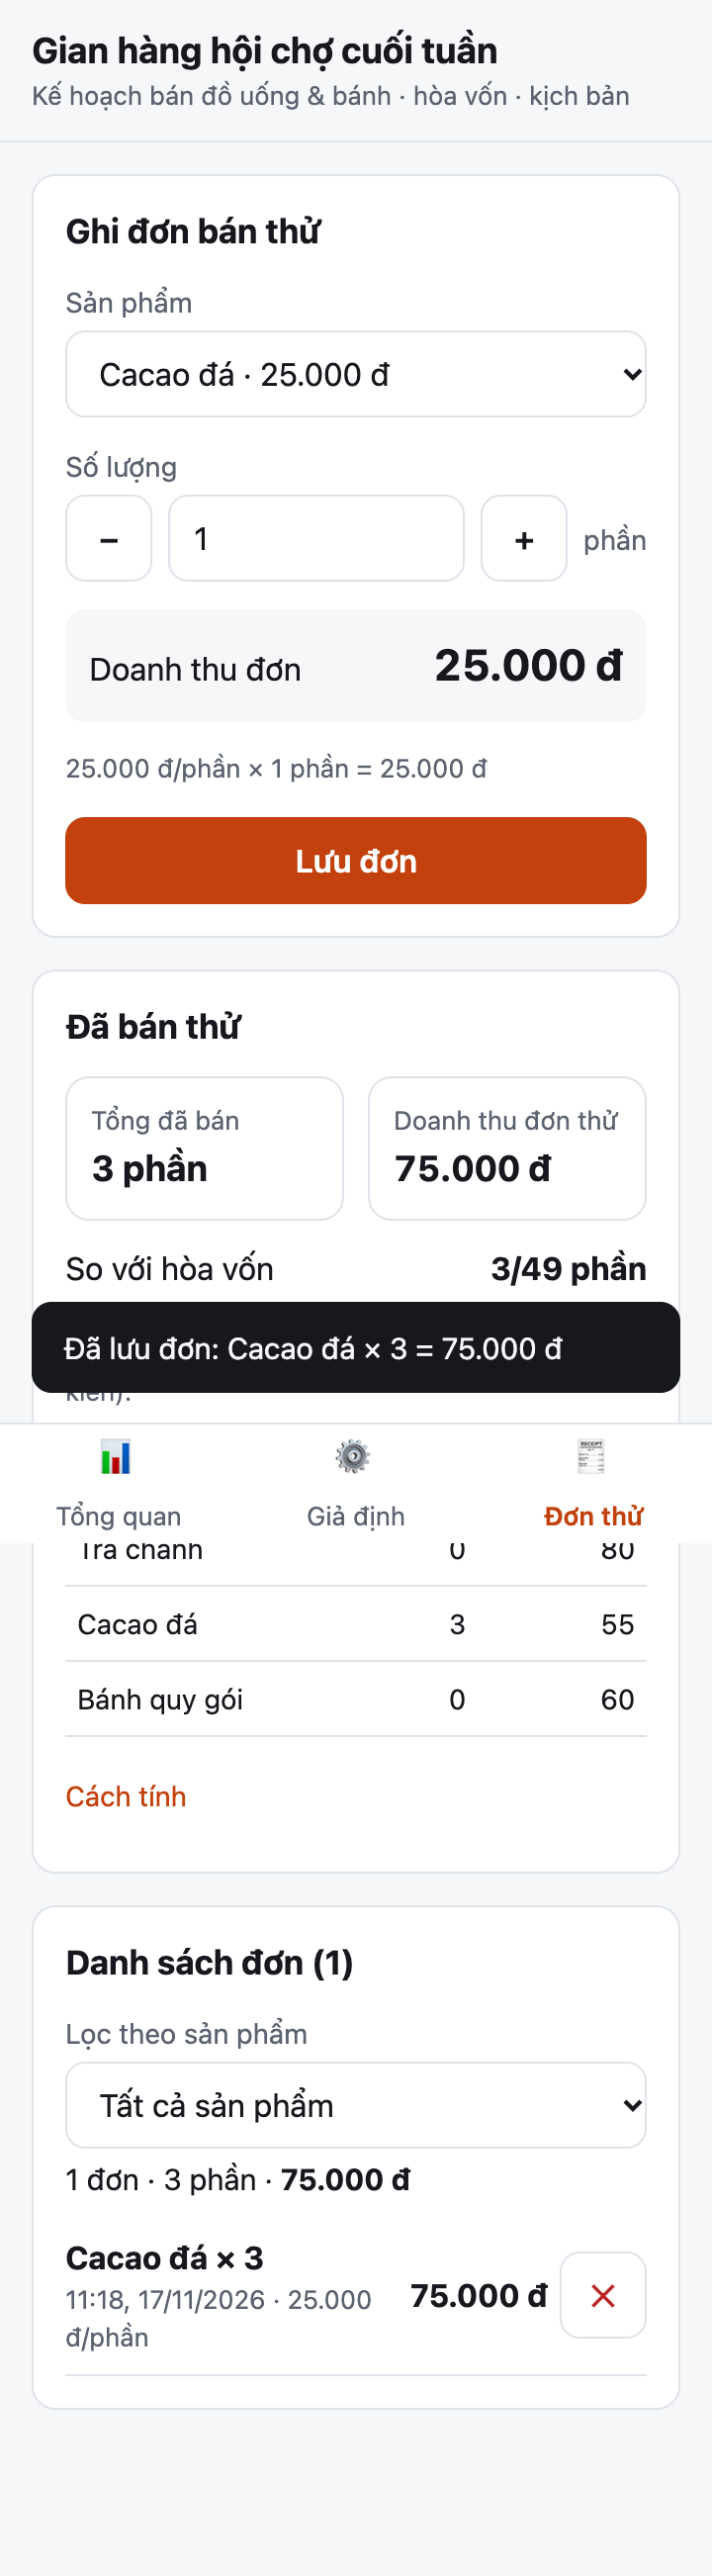 Gian hàng hội chợ cuối tuần
Kế hoạch bán đồ uống & bánh · hòa vốn · kịch bản
Ghi đơn bán thử
Sản phẩm
Cacao đá · 25.000 đ
Số lượng
− 1 + phần
Doanh thu đơn 25.000 đ
25.000 đ/phần × 1 phần = 25.000 đ
Lưu đơn
Đã bán thử
Tổng đã bán
3 phần
Doanh thu đơn thử
75.000 đ
So với hòa vốn 3/49 phần
Đã lưu đơn: Cacao đá × 3 = 75.000 đ
kiến).
Tổng quan
Giả định
RECEIPT
Đơn thử
Trà chanh 0 80
Cacao đá 3 55
Bánh quy gói 0 60
Cách tính
Danh sách đơn (1)
Lọc theo sản phẩm
Tất cả sản phẩm
1 đơn · 3 phần · 75.000 đ
Cacao đá × 3
11:18, 17/11/2026 · 25.000
đ/phần
75.000 đ